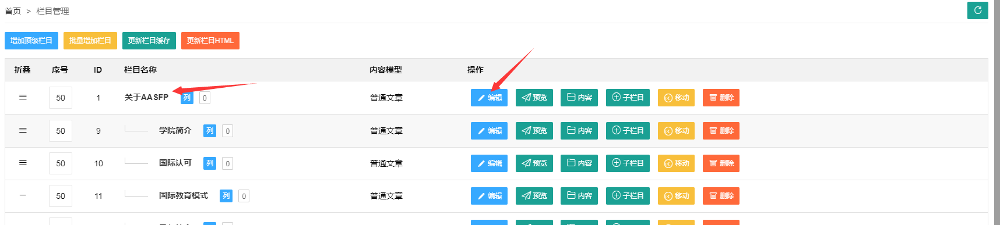 首页 > 栏目管理
增加顶级栏目 批量增加栏目 更新栏目缓存 更新栏目HTML
折叠 序号 ID 栏目名称 内容模型 操作
50 1 关于AASFP 列 0 普通文章 编辑 预览 内容 子栏目 移动 删除
50 9 学院简介 列 0 普通文章 编辑 预览 内容 子栏目 移动 删除
50 10 国际认可 列 0 普通文章 编辑 预览 内容 子栏目 移动 删除
50 11 国际教育模式 列 0 普通文章 编辑 预览 内容 子栏目 移动 删除